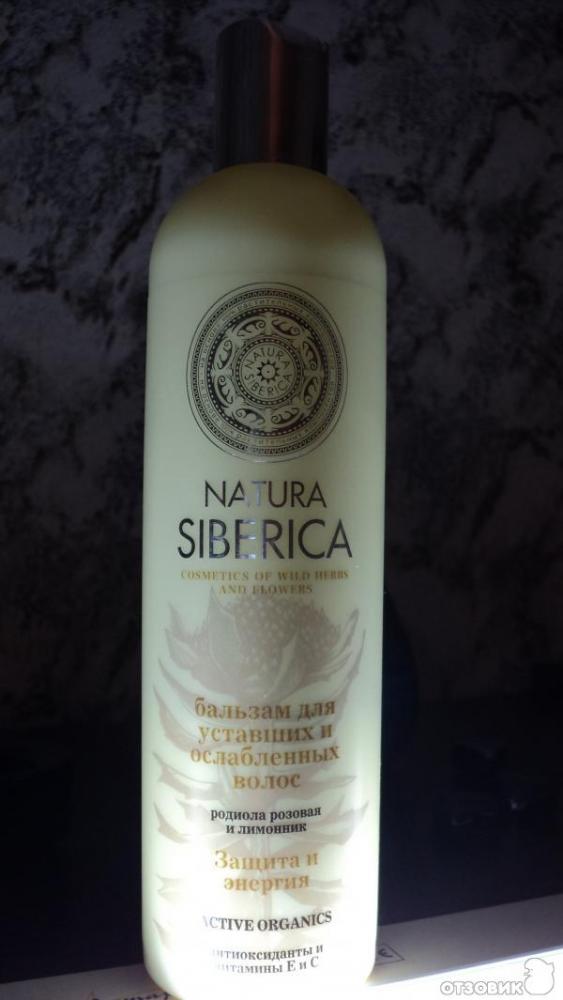 NATURA
SIBERICA
NATURA
SIBERICA
COSMETICS OF WILD HERBS
AND FLOWERS
бальзам для
уставших и
ослабленных
волос
родиола розовая
и лимонник
Защита и
энергия
ACTIVE ORGANICS
антиоксиданты и
витамины Е и С
ОТЗОВИК